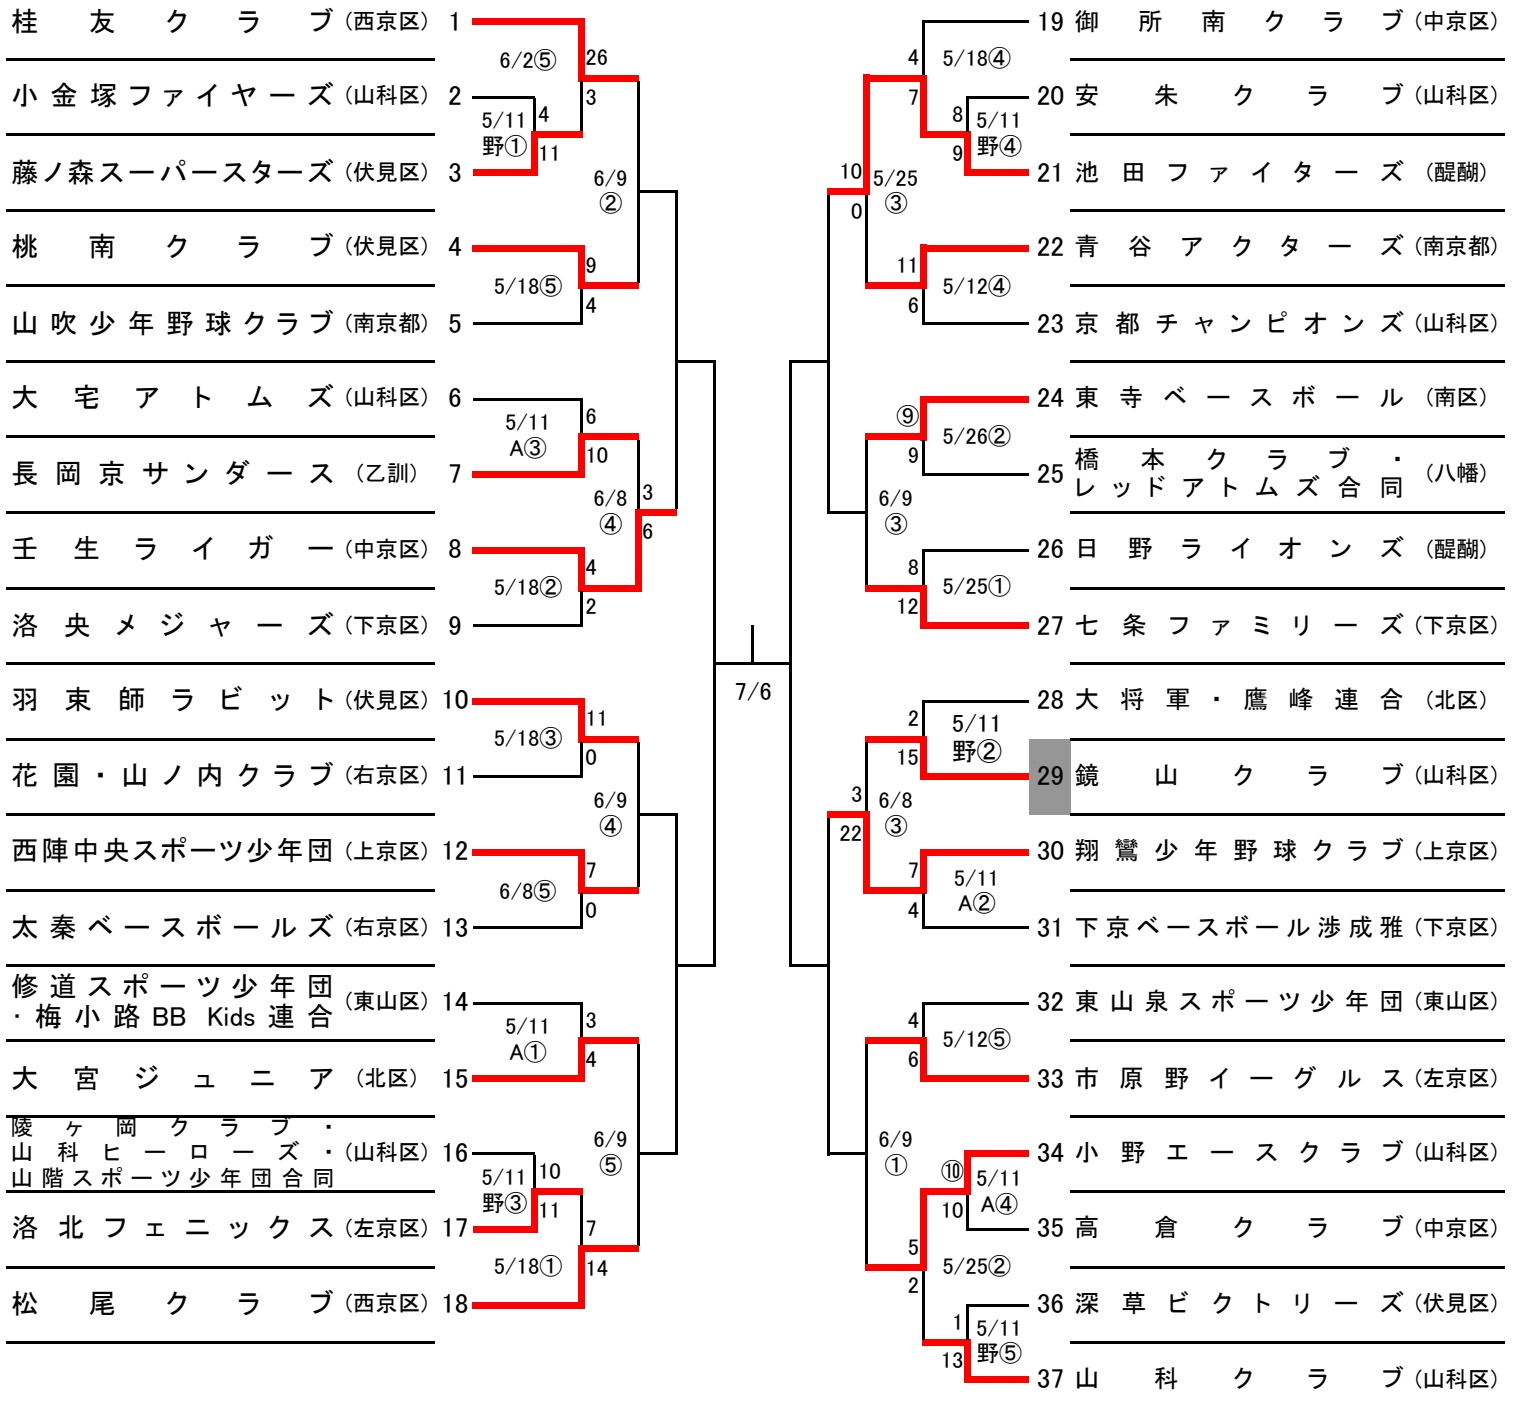 桂友クラブ (西京区) 1
6/2⑤
26
3
小金塚ファイヤーズ (山科区) 2
5/11
野①
4
11
藤ノ森スーパースターズ (伏見区) 3
6/9
②
桃南クラブ (伏見区) 4
5/18⑤
9
4
山吹少年野球クラブ (南京都) 5
大宅アトムズ (山科区) 6
5/11
A③
6
10
長岡京サンダース (乙訓) 7
6/8
④
3
6
壬生ライガー (中京区) 8
5/18②
4
2
洛央メジャーズ (下京区) 9
羽束師ラビット (伏見区) 10
5/18③
11
0
花園・山ノ内クラブ (右京区) 11
6/9
④
西陣中央スポーツ少年団 (上京区) 12
6/8⑤
7
0
太秦ベースボールズ (右京区) 13
修道スポーツ少年団
・梅小路BB Kids連合 (東山区) 14
5/11
A①
3
4
大宮ジュニア (北区) 15
陵ヶ岡クラブ・
山科ヒーローズ・ (山科区) 16
山階スポーツ少年団合同
6/9
⑤
5/11
野③
10
11
洛北フェニックス (左京区) 17
5/18①
7
14
松尾クラブ (西京区) 18
7/6
19 御所南クラブ (中京区)
4
7
5/18④
20 安朱クラブ (山科区)
8
9
5/11
野④
21 池田ファイターズ (醍醐)
10
0
5/25
③
22 青谷アクターズ (南京都)
11
6
5/12④
23 京都チャンピオンズ (山科区)
24 東寺ベースボール (南区)
⑨
9
5/26②
25 橋本クラブ・
レッドアトムズ合同 (八幡)
6/9
③
26 日野ライオンズ (醍醐)
8
12
5/25①
27 七条ファミリーズ (下京区)
28 大将軍・鷹峰連合 (北区)
2
15
5/11
野②
29 鏡山クラブ (山科区)
3
22
6/8
③
30 翔鸞少年野球クラブ (上京区)
7
4
5/11
A②
31 下京ベースボール渉成雅 (下京区)
32 東山泉スポーツ少年団 (東山区)
4
6
5/12⑤
33 市原野イーグルス (左京区)
6/9
①
34 小野エースクラブ (山科区)
⑩
10
5/11
A④
35 高倉クラブ (中京区)
5
2
5/25②
36 深草ビクトリーズ (伏見区)
1
13
5/11
野⑤
37 山科クラブ (山科区)